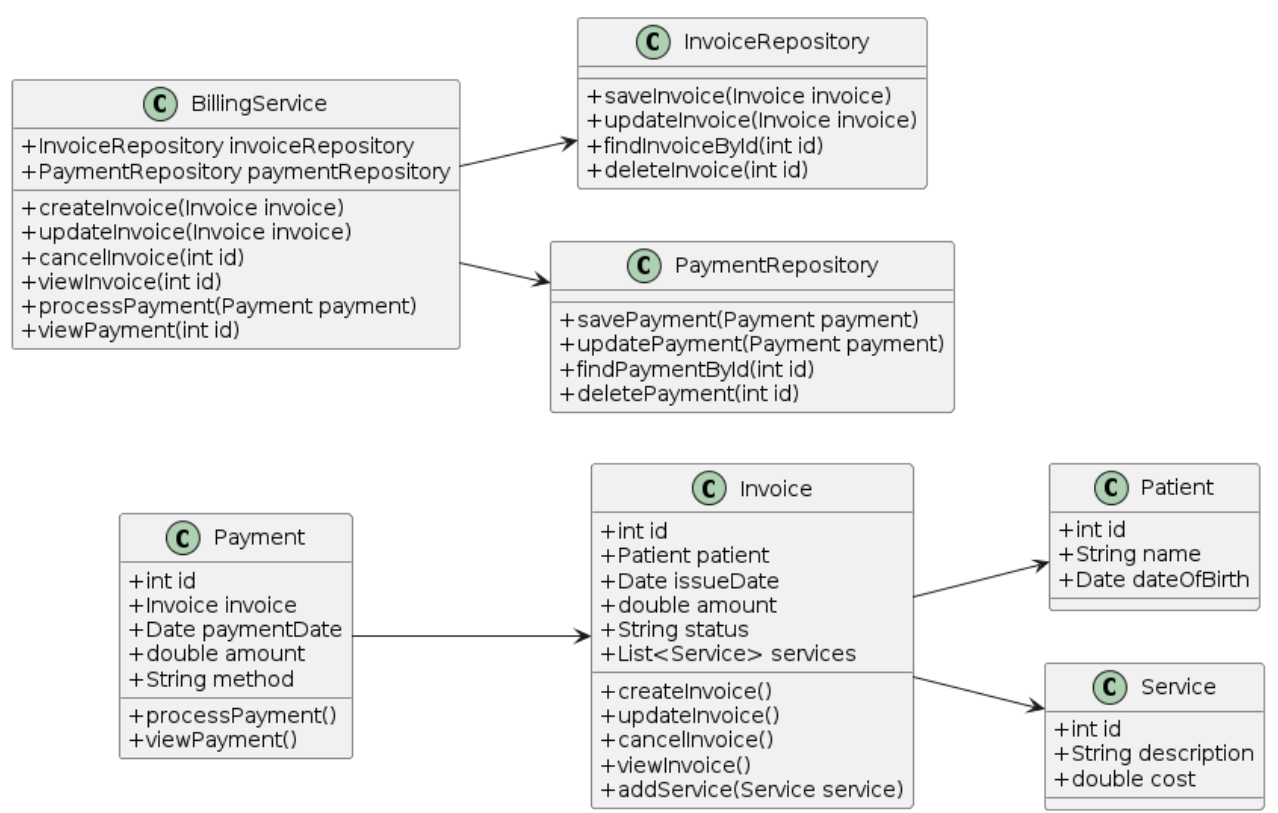 C BillingService
+InvoiceRepository invoiceRepository
+PaymentRepository paymentRepository
+createInvoice(Invoice invoice)
+updateInvoice(Invoice invoice)
+cancelInvoice(int id)
+viewInvoice(int id)
+processPayment(Payment payment)
+viewPayment(int id)
C InvoiceRepository
+saveInvoice(Invoice invoice)
+updateInvoice(Invoice invoice)
+findInvoiceById(int id)
+deleteInvoice(int id)
C PaymentRepository
+savePayment(Payment payment)
+updatePayment(Payment payment)
+findPaymentById(int id)
+deletePayment(int id)
C Payment
+int id
+Invoice invoice
+Date paymentDate
+double amount
+String method
+processPayment()
+viewPayment()
C Invoice
+int id
+Patient patient
+Date issueDate
+double amount
+String status
+List<Service> services
+createInvoice()
+updateInvoice()
+cancelInvoice()
+viewInvoice()
+addService(Service service)
C Patient
+int id
+String name
+Date dateOfBirth
C Service
+int id
+String description
+double cost